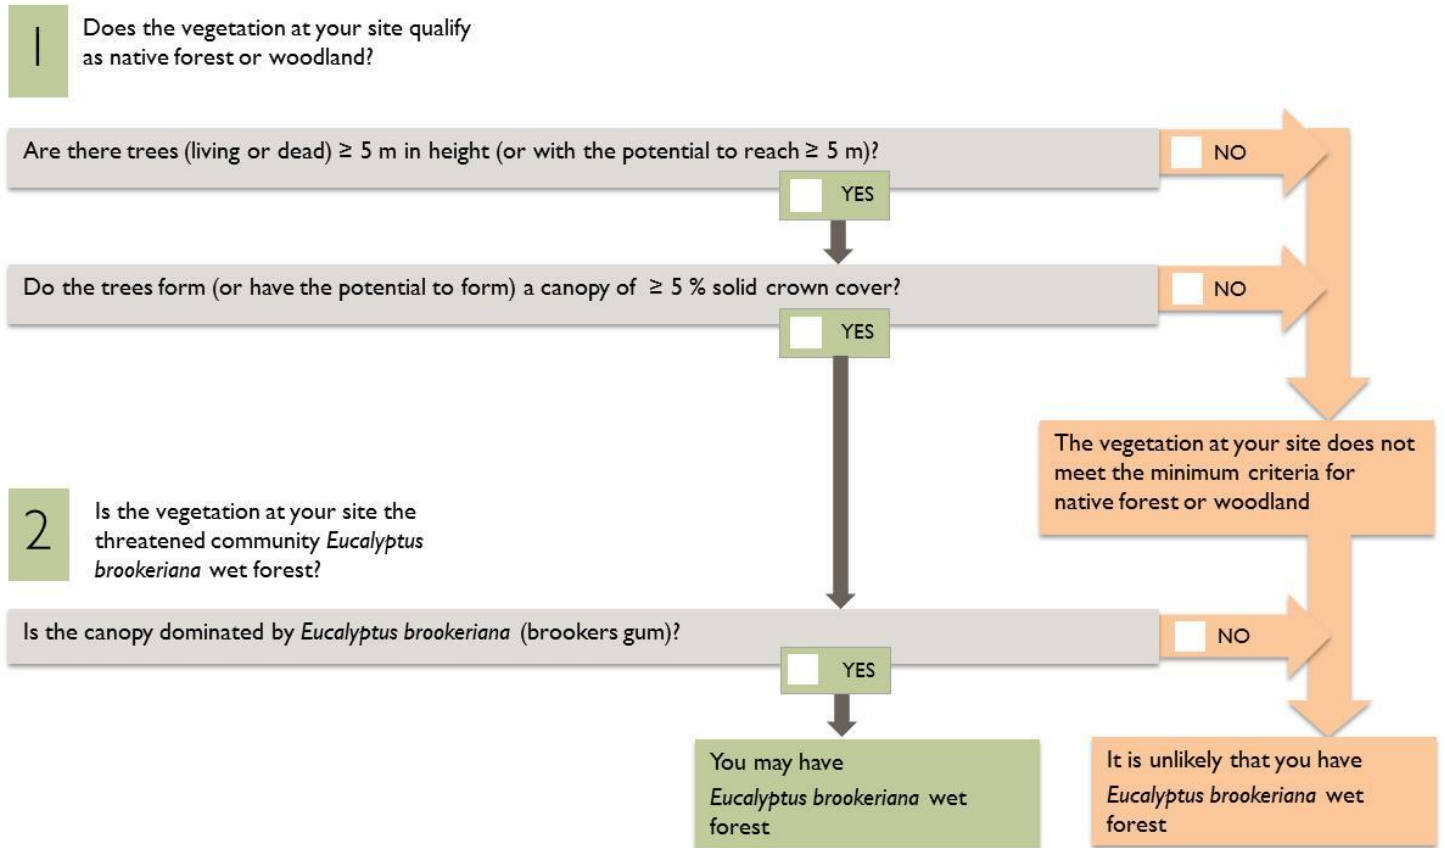 1
Does the vegetation at your site qualify
as native forest or woodland?
Are there trees (living or dead) ≥ 5 m in height (or with the potential to reach ≥ 5 m)?
NO
YES
Do the trees form (or have the potential to form) a canopy of ≥ 5 % solid crown cover?
NO
YES
The vegetation at your site does not
meet the minimum criteria for
native forest or woodland
2
Is the vegetation at your site the
threatened community Eucalyptus
brookeriana wet forest?
Is the canopy dominated by Eucalyptus brookeriana (brookers gum)?
NO
YES
You may have
Eucalyptus brookeriana wet
forest
It is unlikely that you have
Eucalyptus brookeriana wet
forest